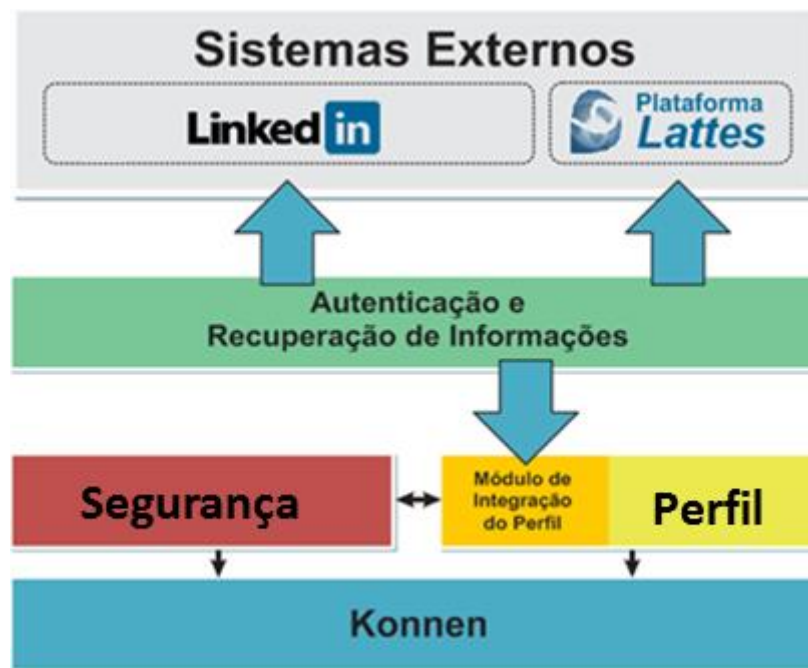 Sistemas Externos
Linked in
Plataforma
Lattes
Autenticação e
Recuperação de Informações
Segurança
Módulo de
Integração
do Perfil
Perfil
Konnen